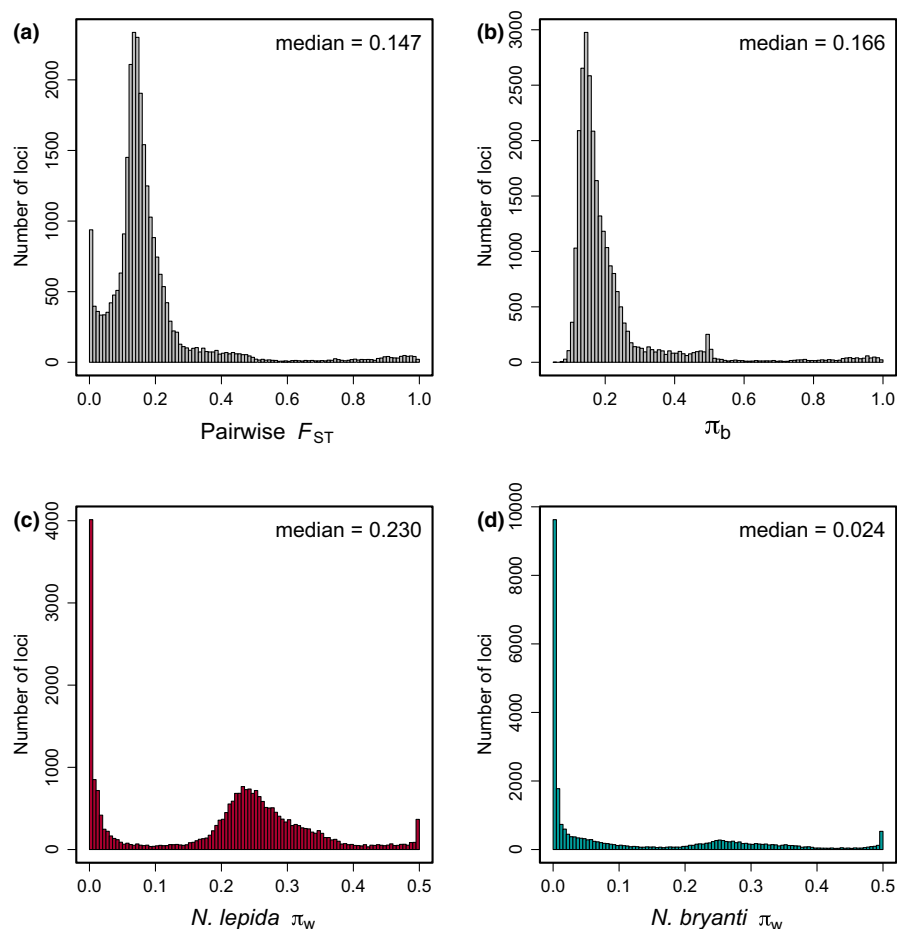 (a)
median = 0.147
Number of loci
0 500 1000 1500 2000
0.0 0.2 0.4 0.6 0.8 1.0
Pairwise F_ST
(b)
median = 0.166
Number of loci
0 500 1000 1500 2000 2500 3000
0.2 0.4 0.6 0.8 1.0
π_b
(c)
median = 0.230
Number of loci
0 1000 2000 3000 4000
0.0 0.1 0.2 0.3 0.4 0.5
N. lepida π_w
(d)
median = 0.024
Number of loci
0 2000 4000 6000 8000 10000
0.0 0.1 0.2 0.3 0.4 0.5
N. bryanti π_w